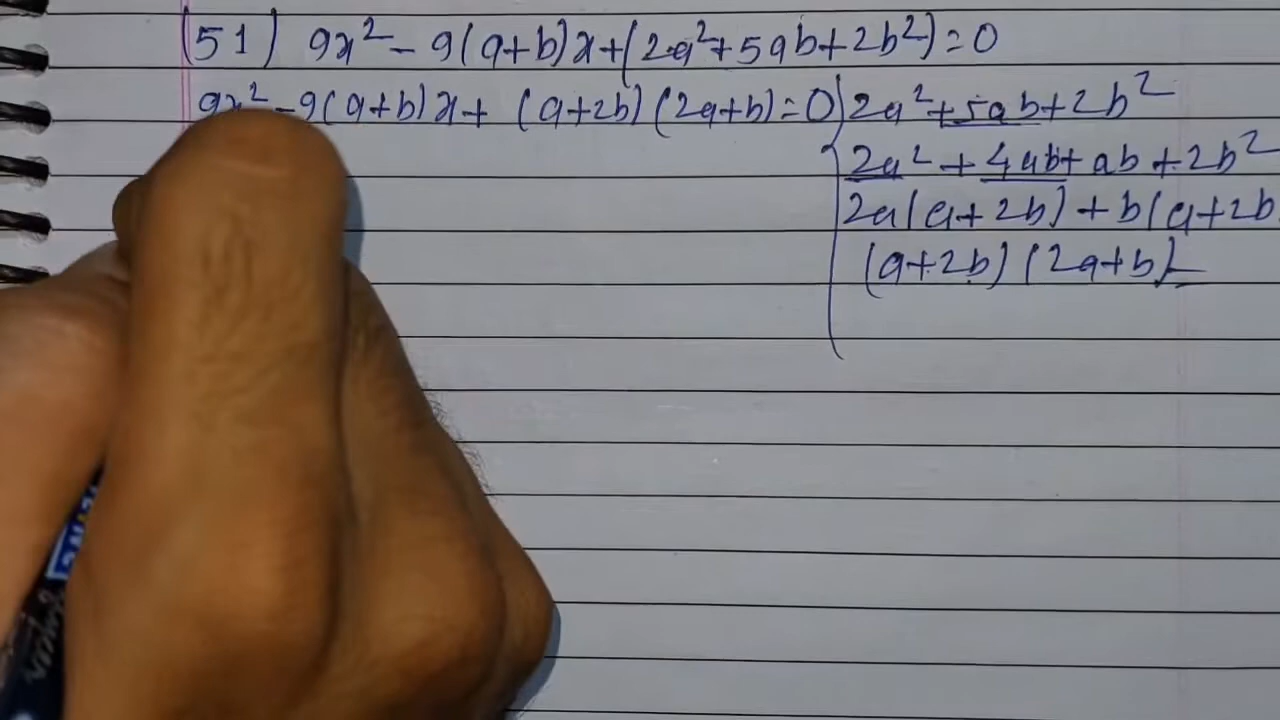 (51) 9x² - 9(a+b)x + (2a²+5ab+2b²) = 0
9x² - 9(a+b)x + (a+2b)(2a+b) = 0
2a² + 5ab + 2b²
2a² + 4ab + ab + 2b²
2a(a+2b) + b(a+2b
(a+2b)(2a+b)